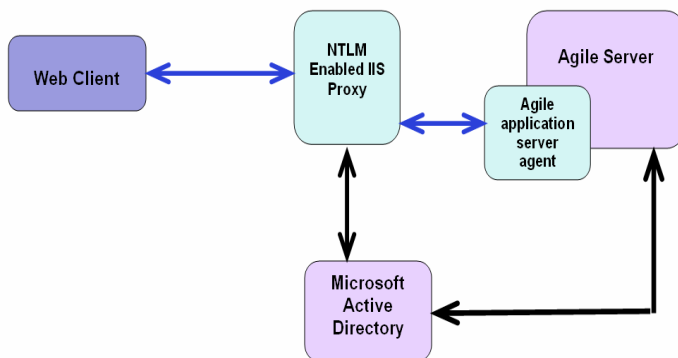 Web Client
NTLM
Enabled IIS
Proxy
Agile Server
Agile
application
server
agent
Microsoft
Active
Directory